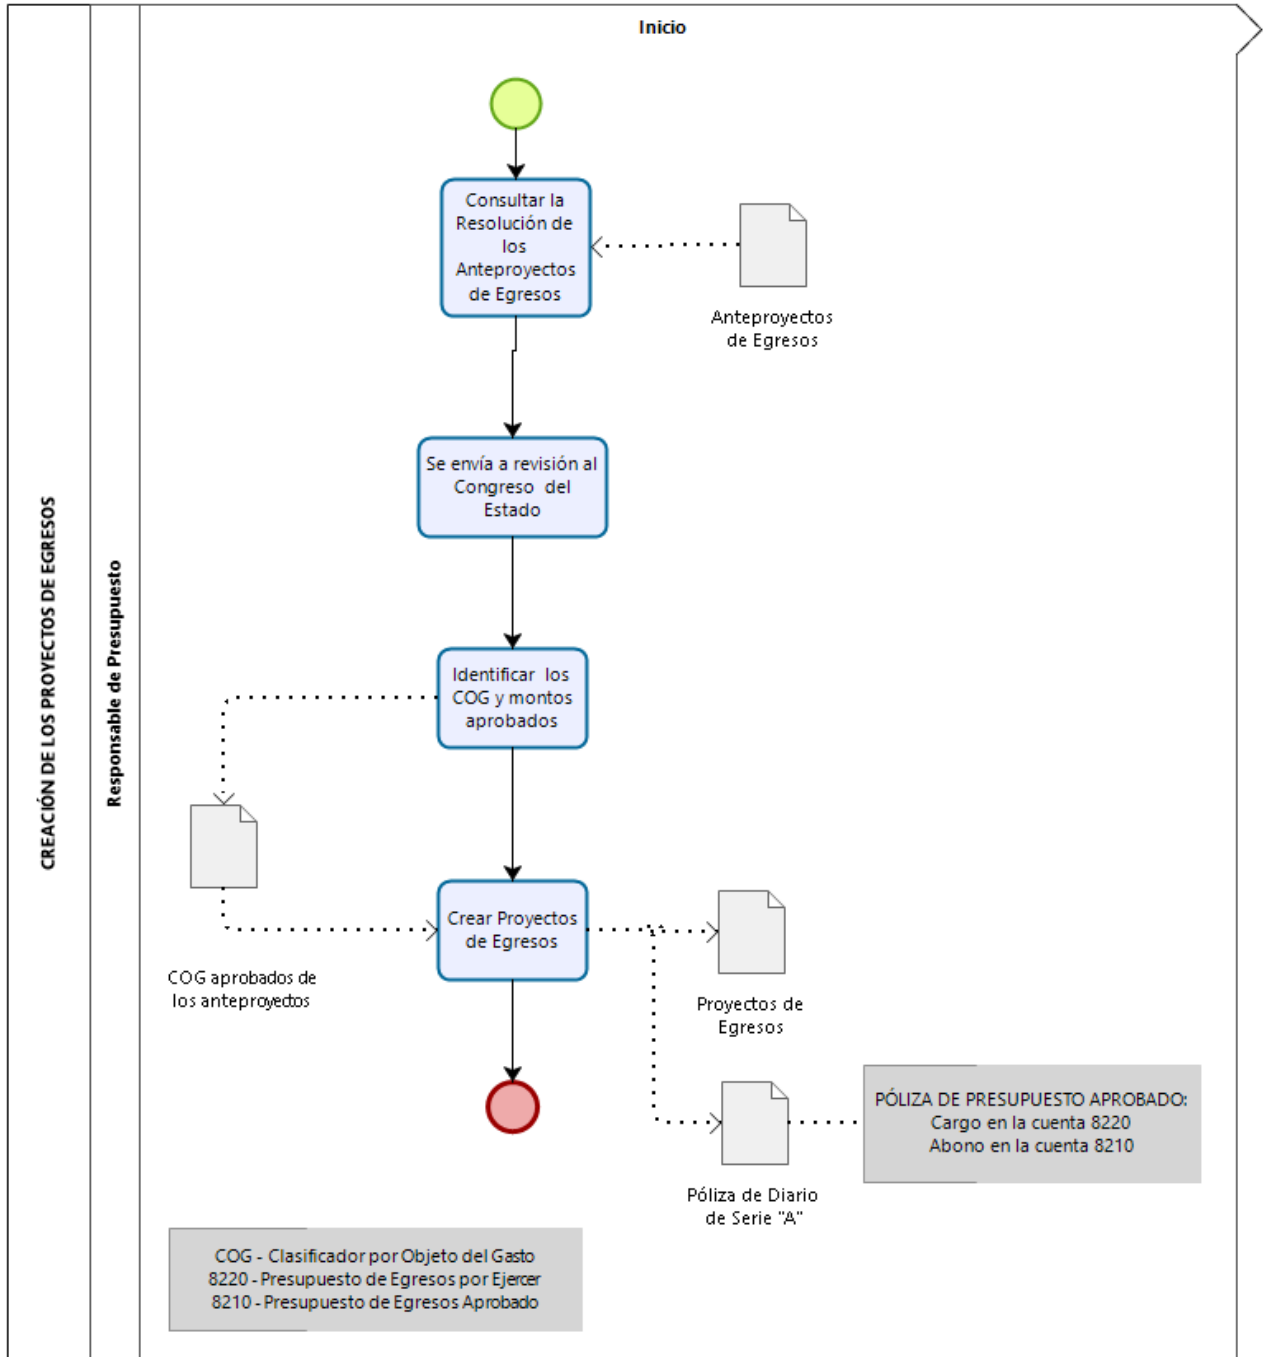 Inicio
CREACIÓN DE LOS PROYECTOS DE EGRESOS
Responsable de Presupuesto
Consultar la
Resolución de
los
Anteproyectos
de Egresos
Anteproyectos
de Egresos
Se envía a revisión al
Congreso del
Estado
Identificar los
COG y montos
aprobados
COG aprobados de
los anteproyectos
Crear Proyectos
de Egresos
Proyectos de
Egresos
Póliza de Diario
de Serie "A"
PÓLIZA DE PRESUPUESTO APROBADO:
Cargo en la cuenta 8220
Abono en la cuenta 8210
COG - Clasificador por Objeto del Gasto
8220 - Presupuesto de Egresos por Ejercer
8210 - Presupuesto de Egresos Aprobado